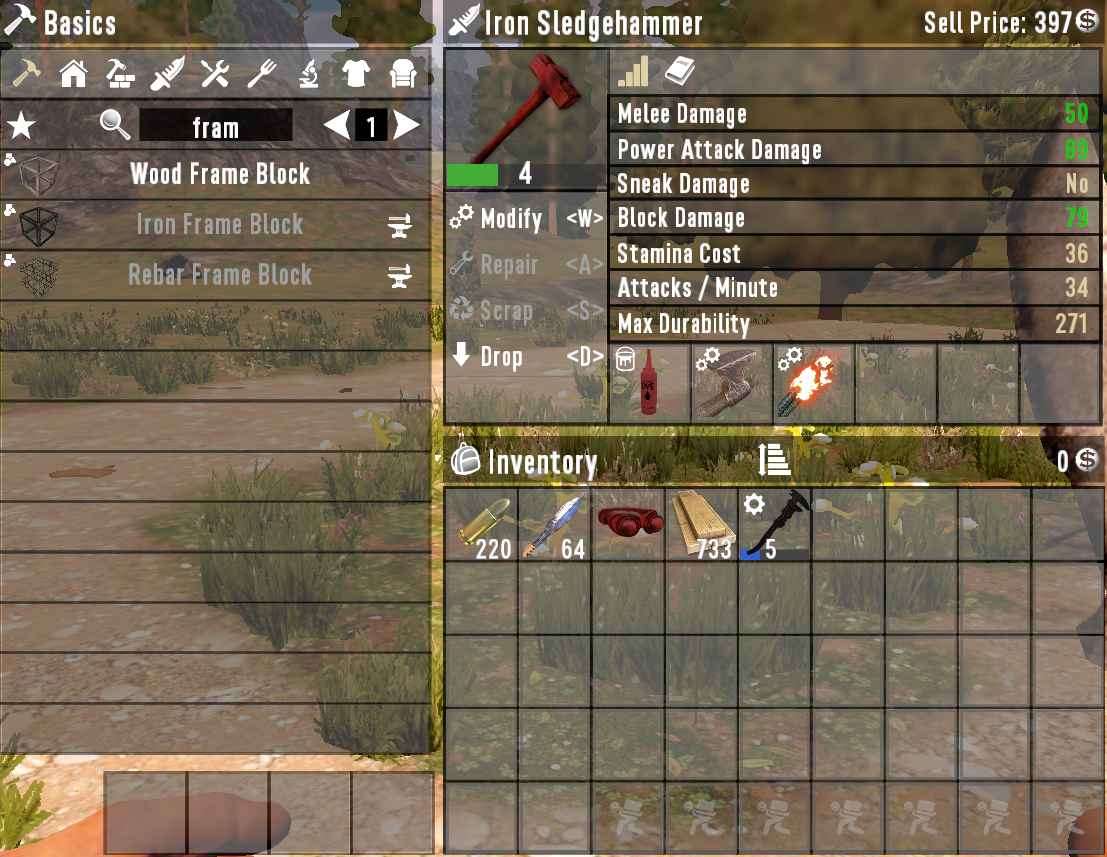 Basics
fram
1
Wood Frame Block
Iron Frame Block
Rebar Frame Block
Iron Sledgehammer
Sell Price: 397
4
Modify <W>
Repair <A>
Scrap <S>
Drop <D>
Melee Damage 50
Power Attack Damage 89
Sneak Damage No
Block Damage 79
Stamina Cost 36
Attacks / Minute 34
Max Durability 271
DYE
Inventory
0
220
64
733
5